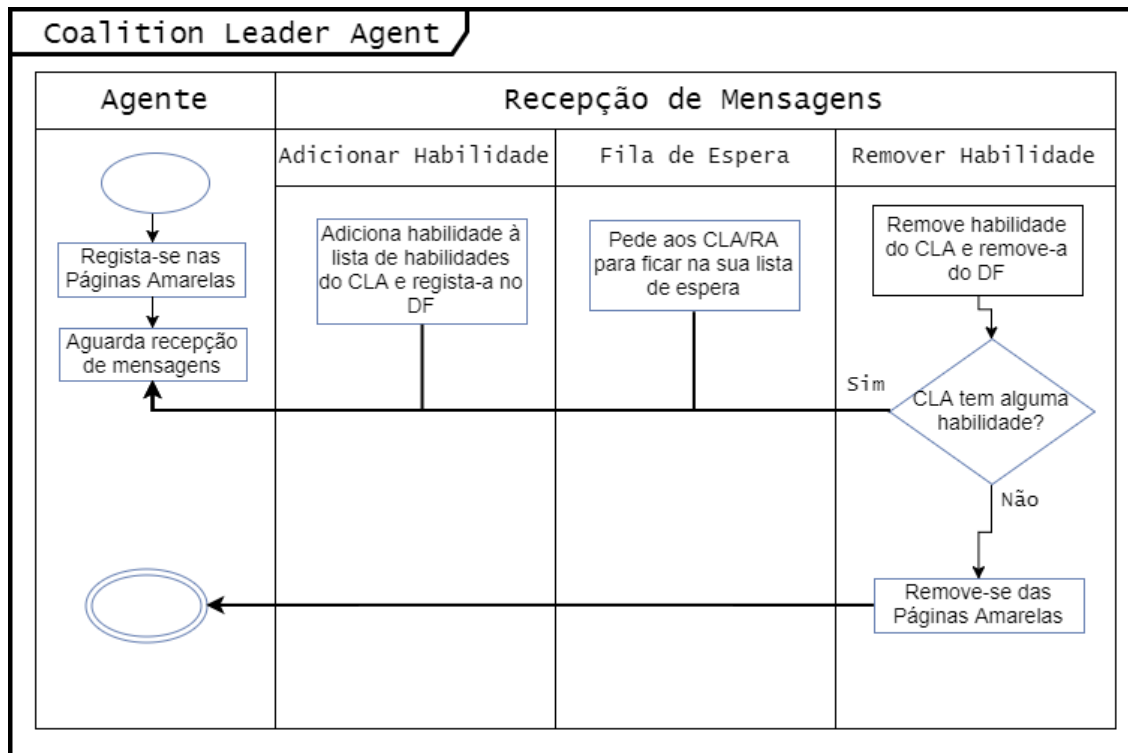 Coalition Leader Agent
Agente
Recepção de Mensagens
Adicionar Habilidade
Fila de Espera
Remover Habilidade
Regista-se nas
Páginas Amarelas
Aguarda recepção
de mensagens
Adiciona habilidade à
lista de habilidades
do CLA e regista-a no
DF
Pede aos CLA/RA
para ficar na sua lista
de espera
Remove habilidade
do CLA e remove-a
do DF
CLA tem alguma
habilidade?
Sim
Não
Remove-se das
Páginas Amarelas